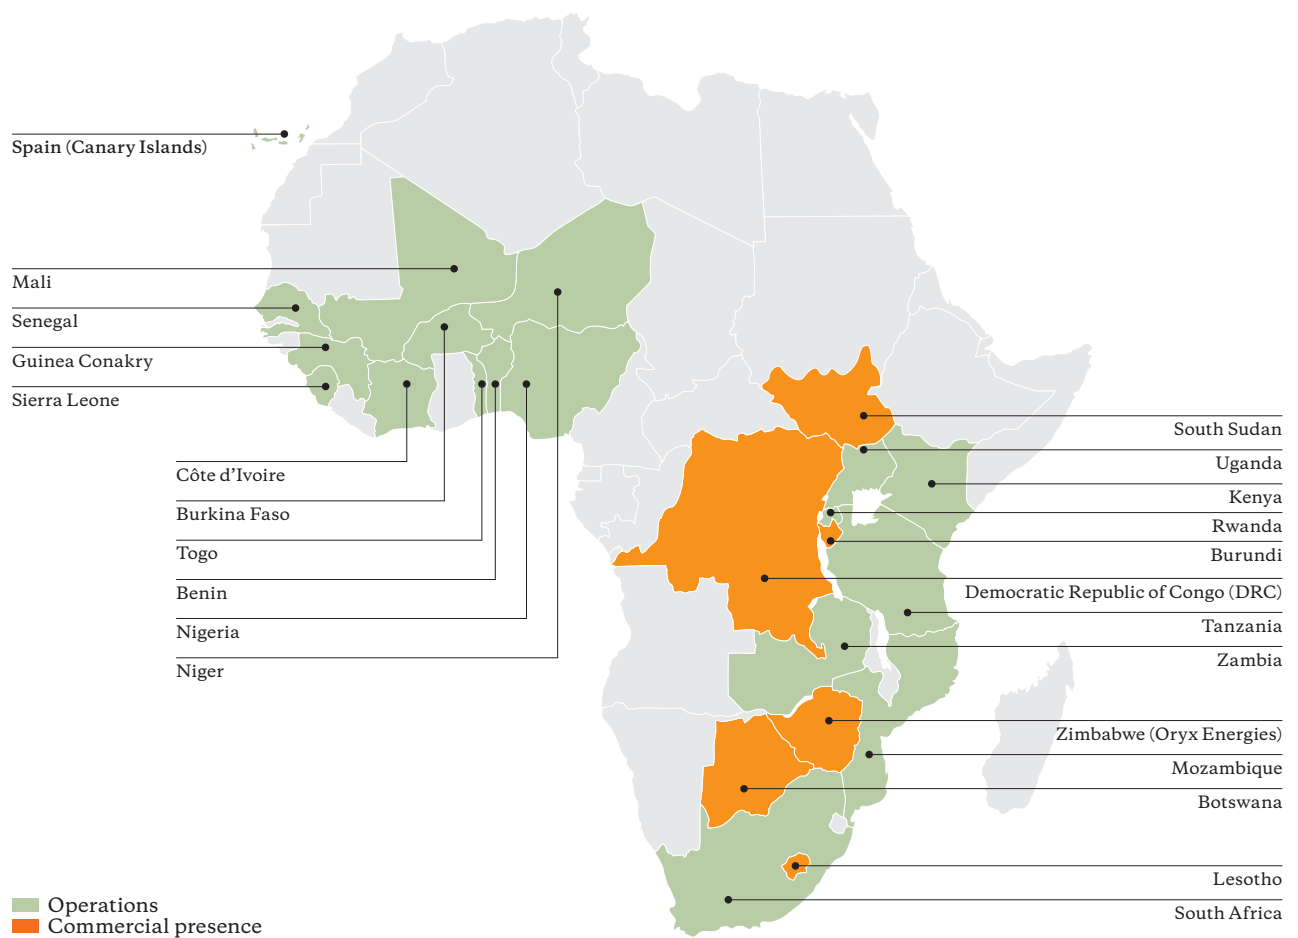 Spain (Canary Islands)
Mali
Senegal
Guinea Conakry
Sierra Leone
Côte d’Ivoire
Burkina Faso
Togo
Benin
Nigeria
Niger
South Sudan
Uganda
Kenya
Rwanda
Burundi
Democratic Republic of Congo (DRC)
Tanzania
Zambia
Zimbabwe (Oryx Energies)
Mozambique
Botswana
Lesotho
South Africa
Operations
Commercial presence